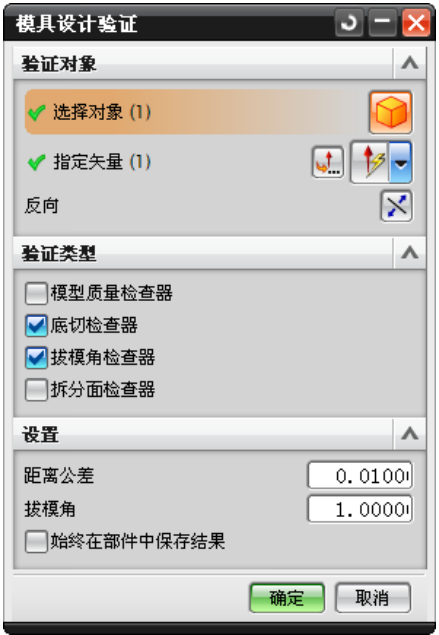 模具设计验证
验证对象
选择对象 (1)
指定矢量 (1)
反向
验证类型
模型质量检查器
底切检查器
拔模角检查器
拆分面检查器
设置
距离公差 0.0100
拔模角 1.0000
始终在部件中保存结果
确定 取消